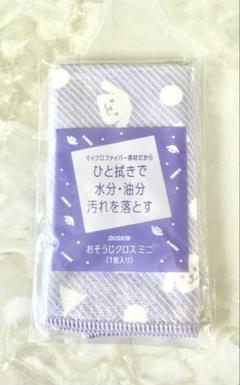 マイクロファイバー素材だから
ひと拭きで
水分・油分
汚れを落とす
DUSKIN
おそうじクロス ミニ
(1枚入り)